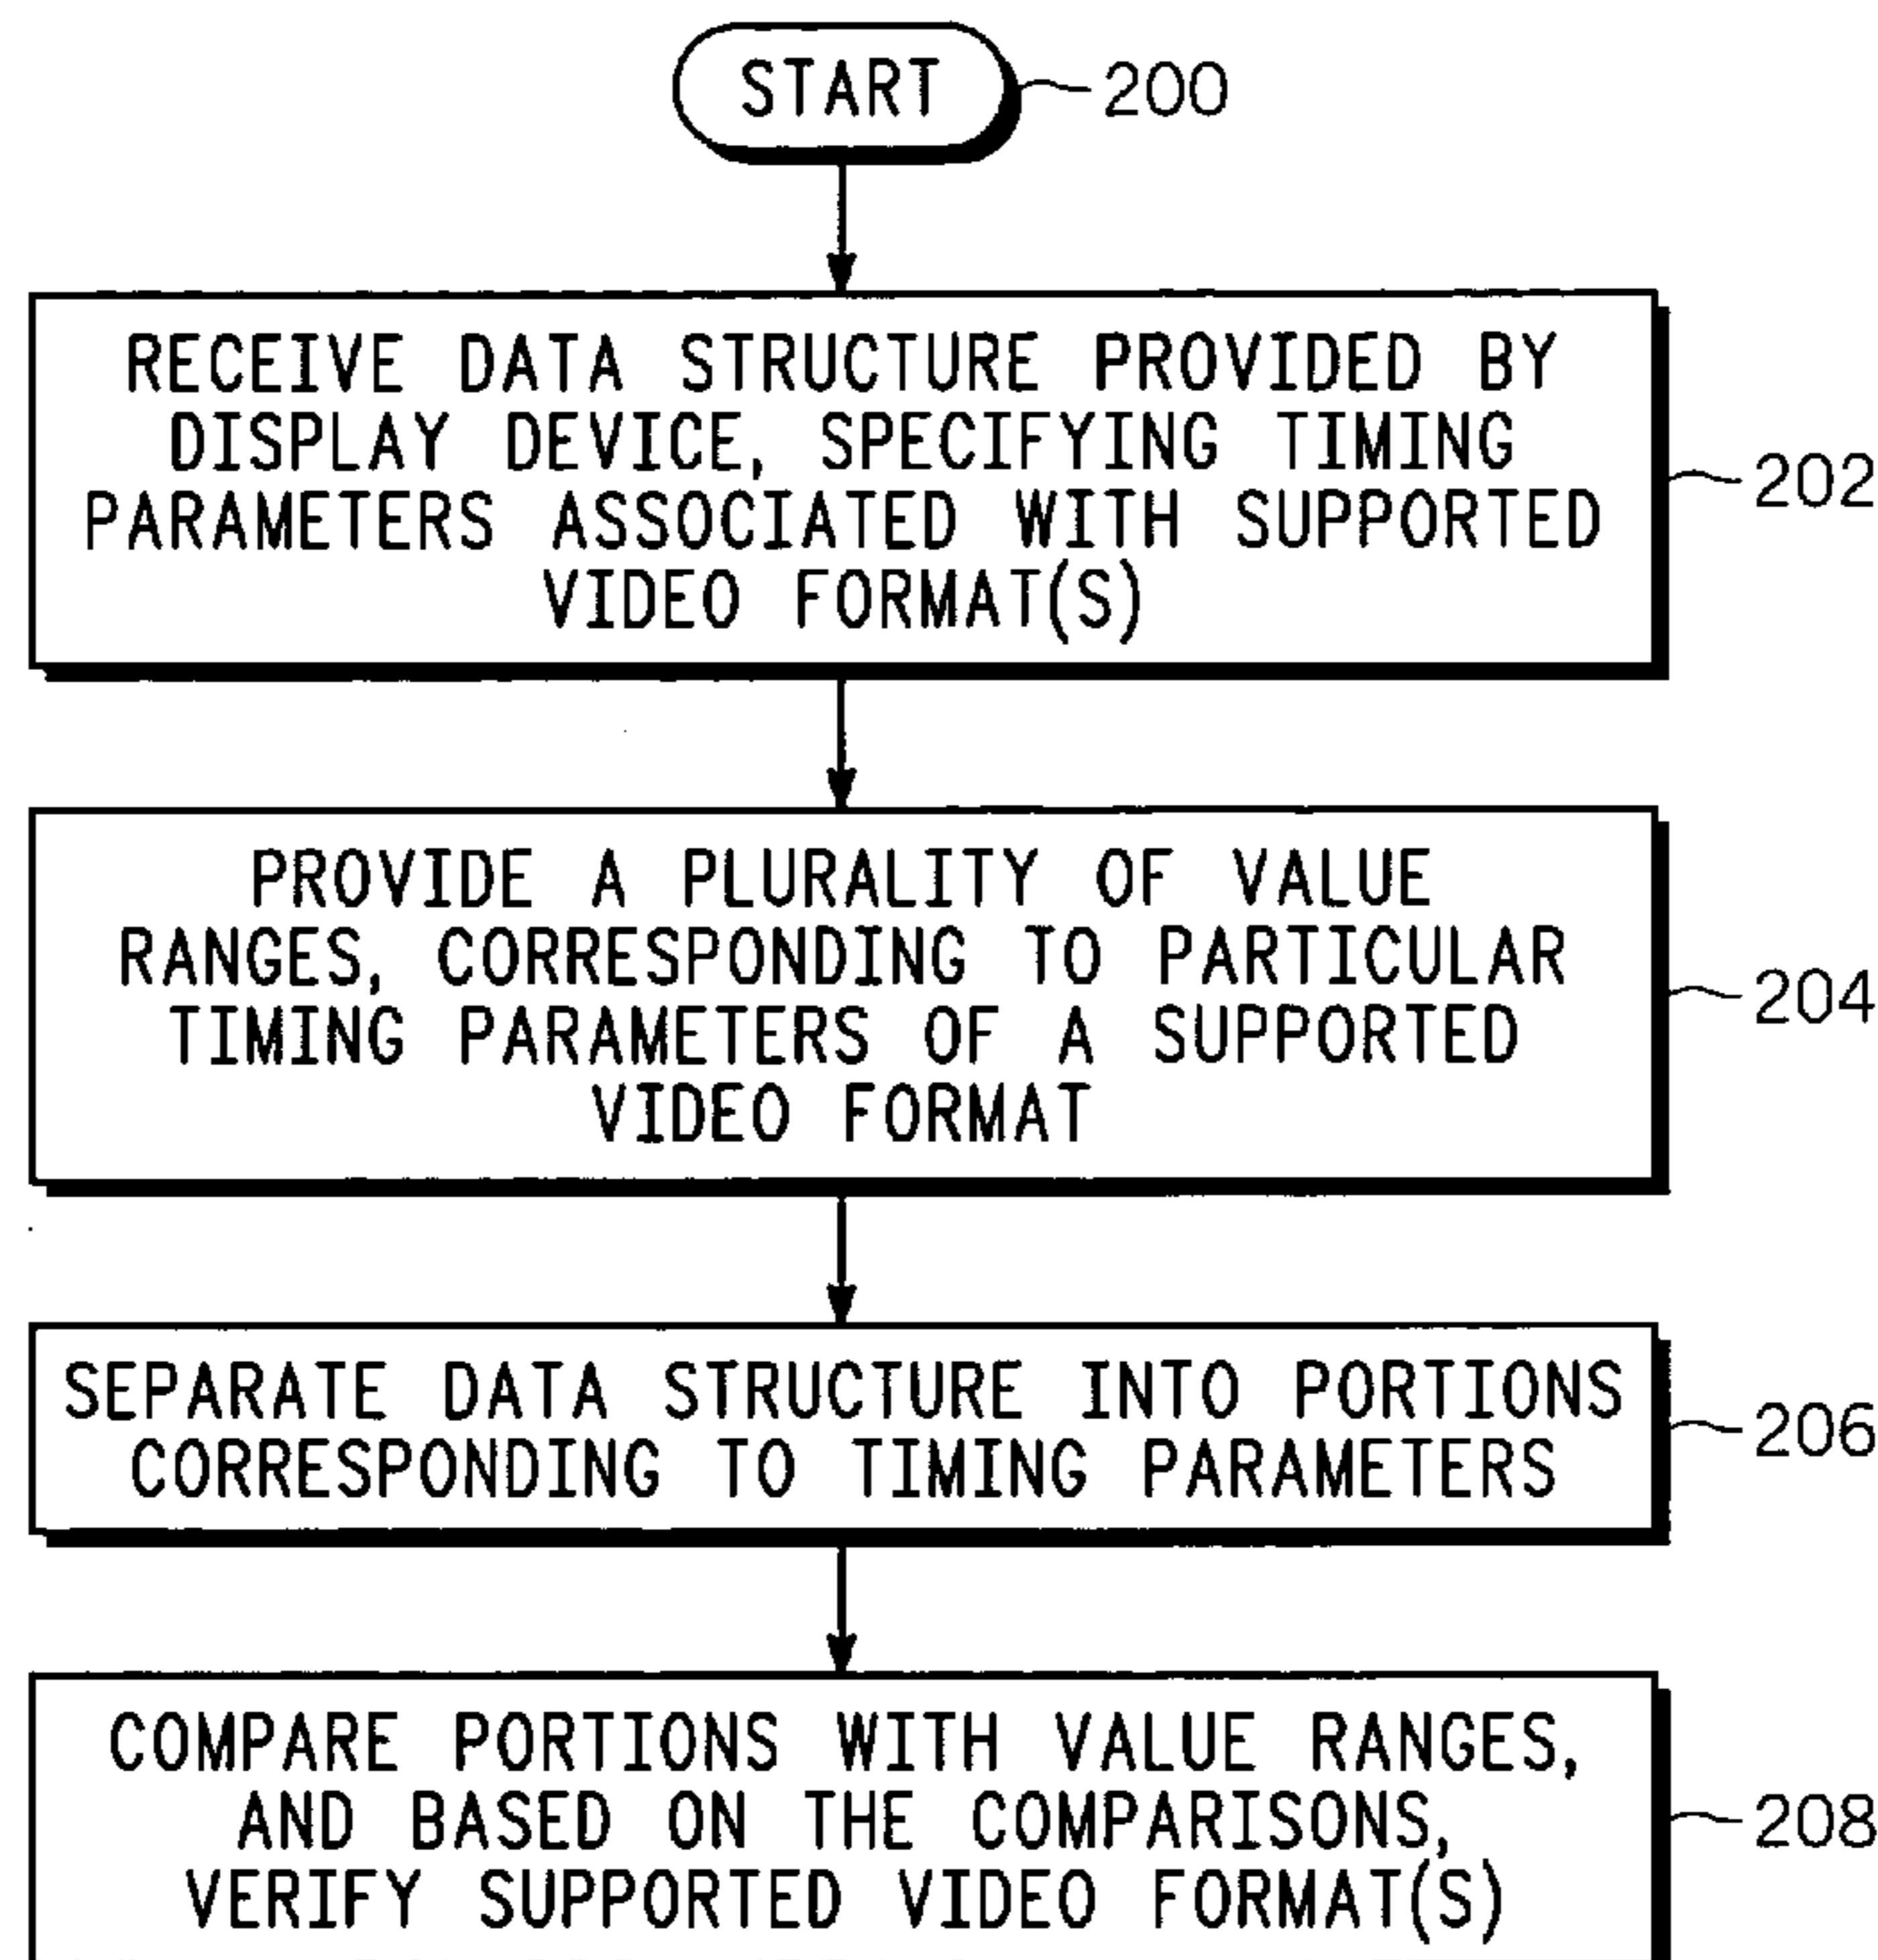 START
200
RECEIVE DATA STRUCTURE PROVIDED BY
DISPLAY DEVICE, SPECIFYING TIMING
PARAMETERS ASSOCIATED WITH SUPPORTED
VIDEO FORMAT(S)
202
PROVIDE A PLURALITY OF VALUE
RANGES, CORRESPONDING TO PARTICULAR
TIMING PARAMETERS OF A SUPPORTED
VIDEO FORMAT
204
SEPARATE DATA STRUCTURE INTO PORTIONS
CORRESPONDING TO TIMING PARAMETERS
206
COMPARE PORTIONS WITH VALUE RANGES,
AND BASED ON THE COMPARISONS,
VERIFY SUPPORTED VIDEO FORMAT(S)
208